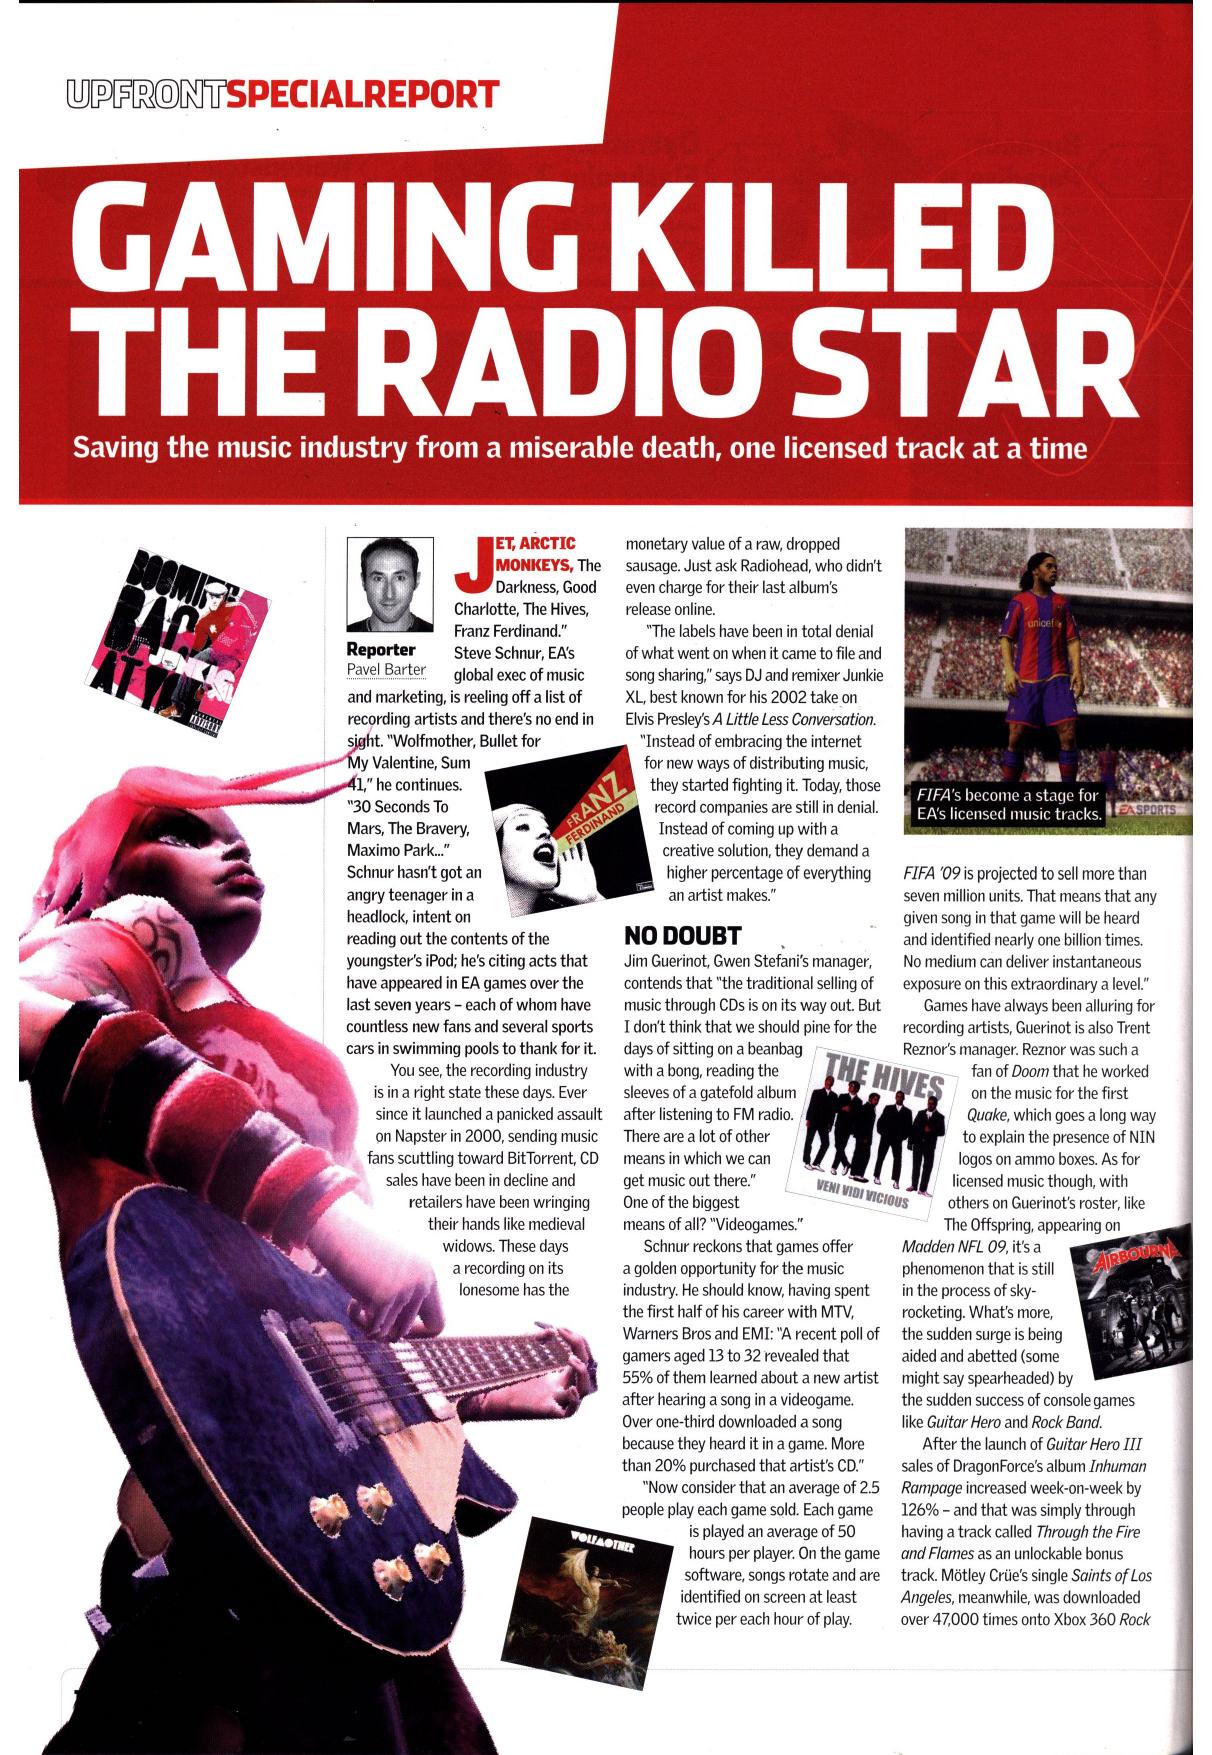 UPFRONTSPECIALREPORT
GAMING KILLED
THE RADIO STAR
Saving the music industry from a miserable death, one licensed track at a time
Reporter
Pavel Barter
JET, ARCTIC
MONKEYS, The
Darkness, Good
Charlotte, The Hives,
Franz Ferdinand.”
Steve Schnur, EA’s
global exec of music
and marketing, is reeling off a list of
recording artists and there’s no end in
sight. “Wolfmother, Bullet for
My Valentine, Sum
41,” he continues.
“30 Seconds To
Mars, The Bravery,
Maximo Park...”
Schnur hasn’t got an
angry teenager in a
headlock, intent on
reading out the contents of the
youngster’s iPod; he’s citing acts that
have appeared in EA games over the
last seven years – each of whom have
countless new fans and several sports
cars in swimming pools to thank for it.
You see, the recording industry
is in a right state these days. Ever
since it launched a panicked assault
on Napster in 2000, sending music
fans scuttling toward BitTorrent, CD
sales have been in decline and
retailers have been wringing
their hands like medieval
widows. These days
a recording on its
lonesome has the
monetary value of a raw, dropped
sausage. Just ask Radiohead, who didn’t
even charge for their last album’s
release online.
“The labels have been in total denial
of what went on when it came to file and
song sharing,” says DJ and remixer Junkie
XL, best known for his 2002 take on
Elvis Presley’s A Little Less Conversation.
“Instead of embracing the internet
for new ways of distributing music,
they started fighting it. Today, those
record companies are still in denial.
Instead of coming up with a
creative solution, they demand a
higher percentage of everything
an artist makes.”
NO DOUBT
Jim Guerinot, Gwen Stefani’s manager,
contends that “the traditional selling of
music through CDs is on its way out. But
I don’t think that we should pine for the
days of sitting on a beanbag
with a bong, reading the
sleeves of a gatefold album
after listening to FM radio.
There are a lot of other
means in which we can
get music out there.”
One of the biggest
means of all? “Videogames.”
Schnur reckons that games offer
a golden opportunity for the music
industry. He should know, having spent
the first half of his career with MTV,
Warners Bros and EMI: “A recent poll of
gamers aged 13 to 32 revealed that
55% of them learned about a new artist
after hearing a song in a videogame.
Over one-third downloaded a song
because they heard it in a game. More
than 20% purchased that artist’s CD.”
“Now consider that an average of 2.5
people play each game sold. Each game
is played an average of 50
hours per player. On the game
software, songs rotate and are
identified on screen at least
twice per each hour of play.
unicef
FIFA’s become a stage for
EA’s licensed music tracks.
EA SPORTS
FIFA ’09 is projected to sell more than
seven million units. That means that any
given song in that game will be heard
and identified nearly one billion times.
No medium can deliver instantaneous
exposure on this extraordinary a level.”
Games have always been alluring for
recording artists, Guerinot is also Trent
Reznor’s manager. Reznor was such a
fan of Doom that he worked
on the music for the first
Quake, which goes a long way
to explain the presence of NIN
logos on ammo boxes. As for
licensed music though, with
others on Guerinot’s roster, like
The Offspring, appearing on
Madden NFL 09, it’s a
phenomenon that is still
in the process of sky-
rocketing. What’s more,
the sudden surge is being
aided and abetted (some
might say spearheaded) by
the sudden success of console games
like Guitar Hero and Rock Band.
After the launch of Guitar Hero III
sales of DragonForce’s album Inhuman
Rampage increased week-on-week by
126% – and that was simply through
having a track called Through the Fire
and Flames as an unlockable bonus
track. Mötley Crüe’s single Saints of Los
Angeles, meanwhile, was downloaded
over 47,000 times onto Xbox 360 Rock
BOOMING
BACK
AT YOU
JUNKIE
XL
FRANZ
FERDINAND
THE HIVES
VENI VIDI VICIOUS
AIRBOURNE
WOLFMOTHER